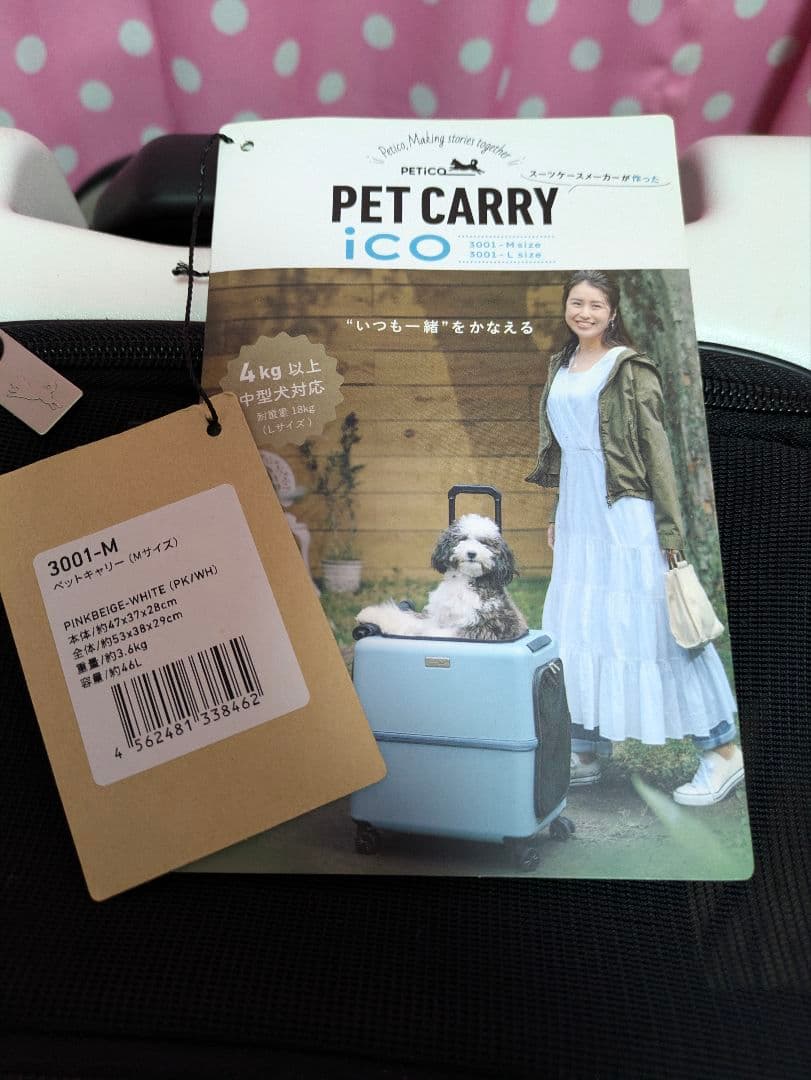 Petico, Making stories together
PETiCO
スーツケースメーカーが作った
PET CARRY
iCO
3001-M size
3001-L size
“いつも一緒”をかなえる
4kg 以上
中型犬対応
耐荷重 18kg
(Lサイズ)
3001-M
ペットキャリー (Mサイズ)
PINKBEIGE-WHITE (PK/WH)
本体/約47x37x28cm
全体/約53x38x29cm
重量/約3.6kg
容量/約46L
4 562481 338462